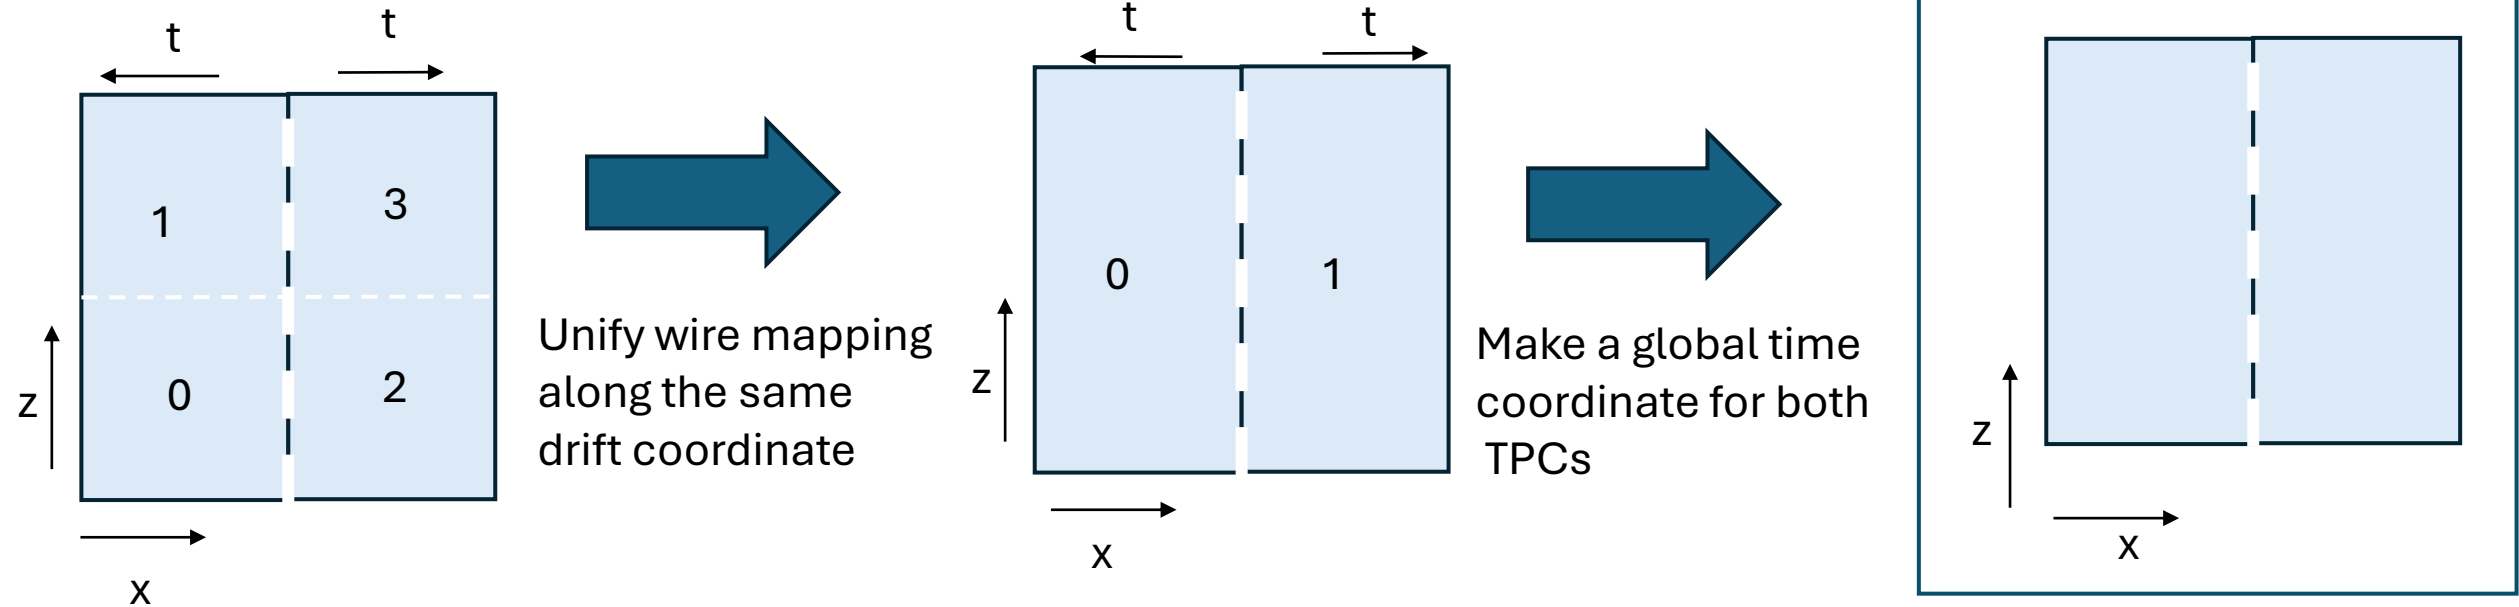 t
t
1
3
0
2
z
x
Unify wire mapping
along the same
drift coordinate
t
t
0
1
z
x
Make a global time
coordinate for both
TPCs
z
x